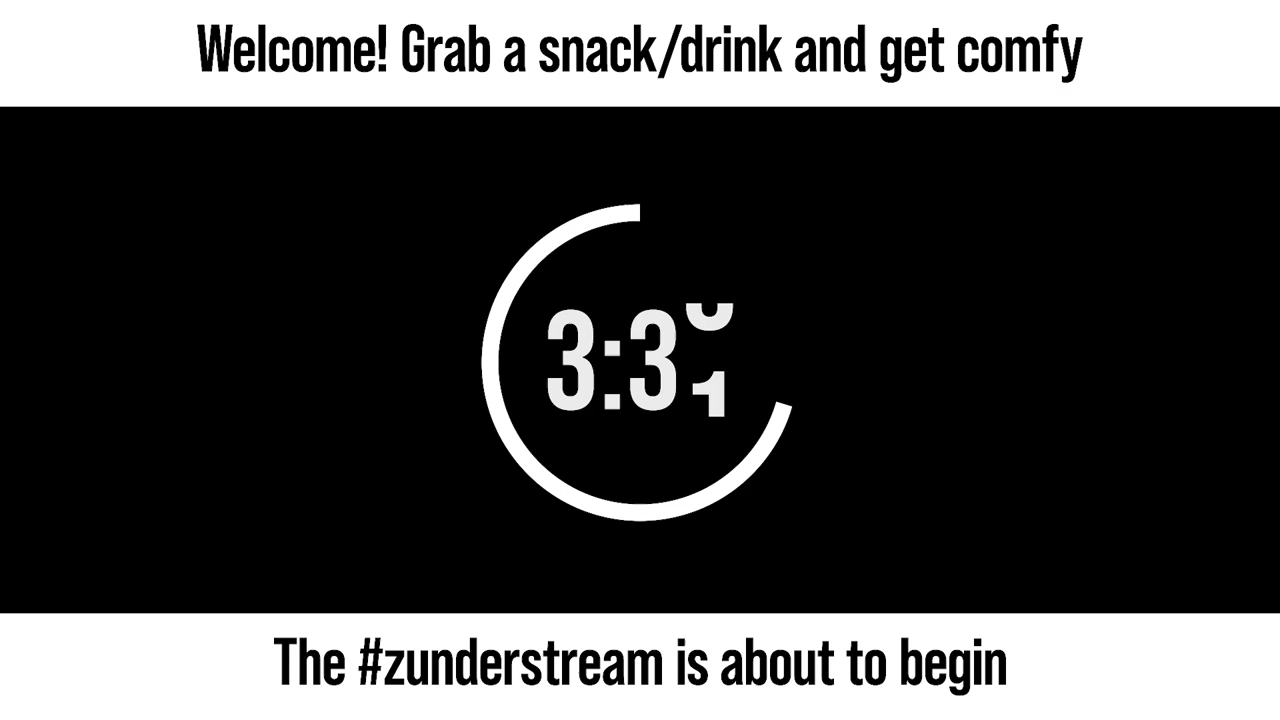 Welcome! Grab a snack/drink and get comfy
3:3
The #zunderstream is about to begin